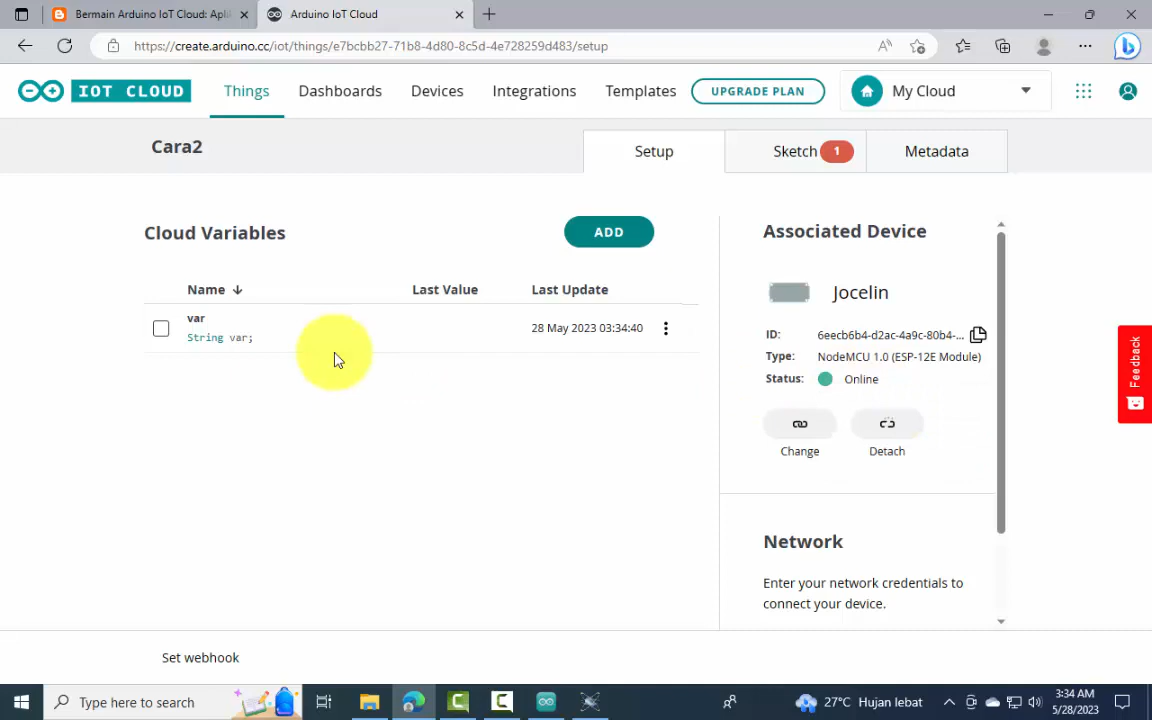 Bermain Arduino IoT Cloud: Apli
Arduino IoT Cloud
https://create.arduino.cc/iot/things/e7bcbb27-71b8-4d80-8c5d-4e728259d483/setup
IOT CLOUD
Things
Dashboards
Devices
Integrations
Templates
UPGRADE PLAN
My Cloud
Cara2
Setup
Sketch 1
Metadata
Cloud Variables
ADD
Associated Device
Name
Last Value
Last Update
Jocelin
var
String var;
28 May 2023 03:34:40
ID: 6eecb6b4-d2ac-4a9c-80b4-...
Type: NodeMCU 1.0 (ESP-12E Module)
Status: Online
Change
Detach
Feedback
Network
Enter your network credentials to
connect your device.
Set webhook
Type here to search
27°C Hujan lebat
3:34 AM
5/28/2023